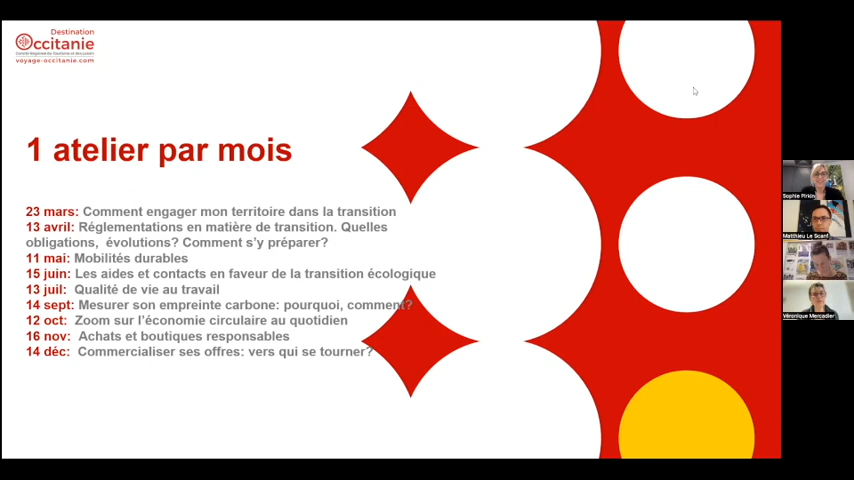 Destination
Occitanie
voyage-occitanie.com
1 atelier par mois
23 mars: Comment engager mon territoire dans la transition
13 avril: Réglementations en matière de transition. Quelles
obligations, évolutions? Comment s'y préparer?
11 mai: Mobilités durables
15 juin: Les aides et contacts en faveur de la transition écologique
13 juil: Qualité de vie au travail
14 sept: Mesurer son empreinte carbone: pourquoi, comment?
12 oct: Zoom sur l'économie circulaire au quotidien
16 nov: Achats et boutiques responsables
14 déc: Commercialiser ses offres: vers qui se tourner?
Sophie Pirkin
Matthieu Le Scanf
Véronique Mercadier